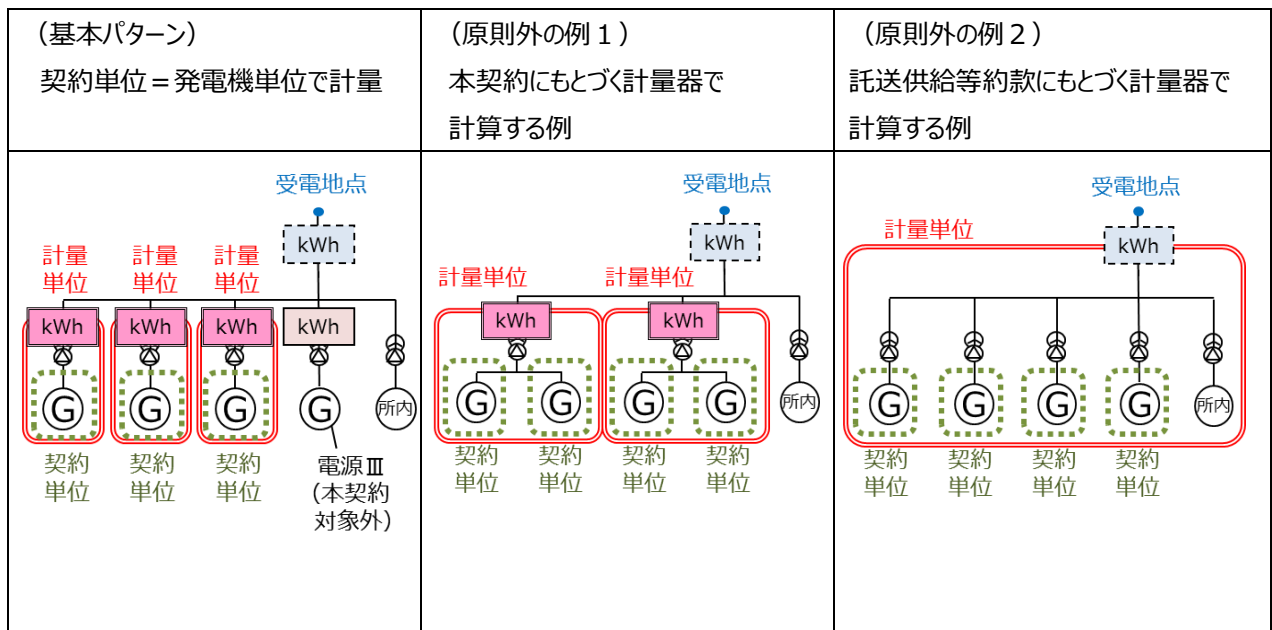 （基本パターン）
契約単位＝発電機単位で計量
（原則外の例１）
本契約にもとづく計量器で
計算する例
（原則外の例２）
託送供給等約款にもとづく計量器で
計算する例
受電地点
kWh
計量
単位
計量
単位
計量
単位
kWh
kWh
kWh
kWh
G
G
G
G
所内
契約
単位
契約
単位
契約
単位
電源Ⅲ
(本契約
対象外)
受電地点
kWh
計量単位
計量単位
kWh
kWh
G
G
G
G
所内
契約
単位
契約
単位
契約
単位
契約
単位
受電地点
計量単位
kWh
G
G
G
G
所内
契約
単位
契約
単位
契約
単位
契約
単位